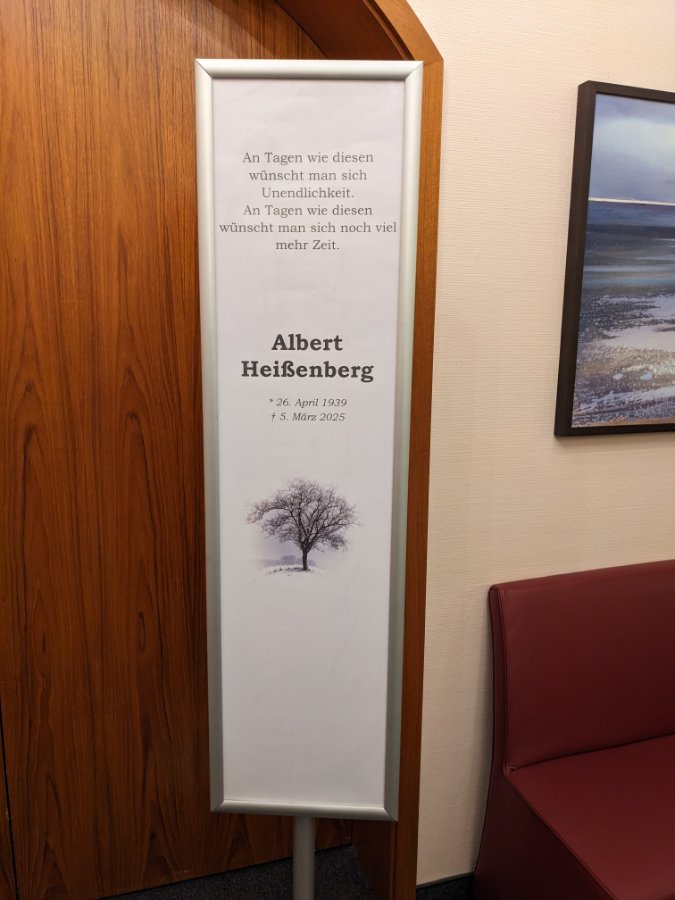 An Tagen wie diesen
wünscht man sich
Unendlichkeit.
An Tagen wie diesen
wünscht man sich noch viel
mehr Zeit.
Albert
Heißenberg
* 26. April 1939
† 5. März 2025